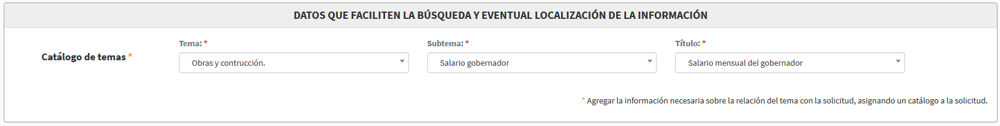 DATOS QUE FACILITEN LA BÚSQUEDA Y EVENTUAL LOCALIZACIÓN DE LA INFORMACIÓN
Catálogo de temas *
Tema: *
Obras y contrucción.
Subtema: *
Salario gobernador
Título: *
Salario mensual del gobernador
* Agregar la información necesaria sobre la relación del tema con la solicitud, asignando un catálogo a la solicitud.